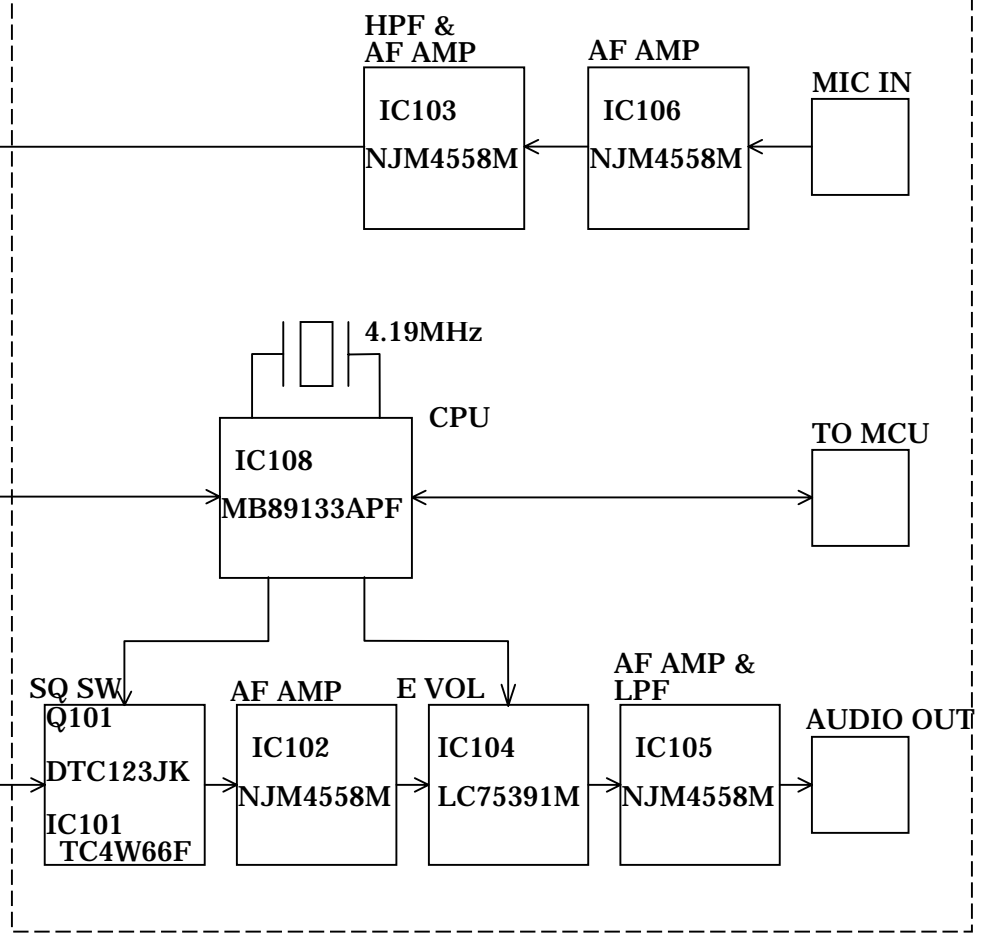 HPF &
AF AMP
IC103
NJM4558M
AF AMP
IC106
NJM4558M
MIC IN
4.19MHz
CPU
IC108
MB89133APF
TO MCU
SQ SW
Q101
DTC123JK
IC101
TC4W66F
AF AMP
IC102
NJM4558M
E VOL
IC104
LC75391M
AF AMP &
LPF
IC105
NJM4558M
AUDIO OUT